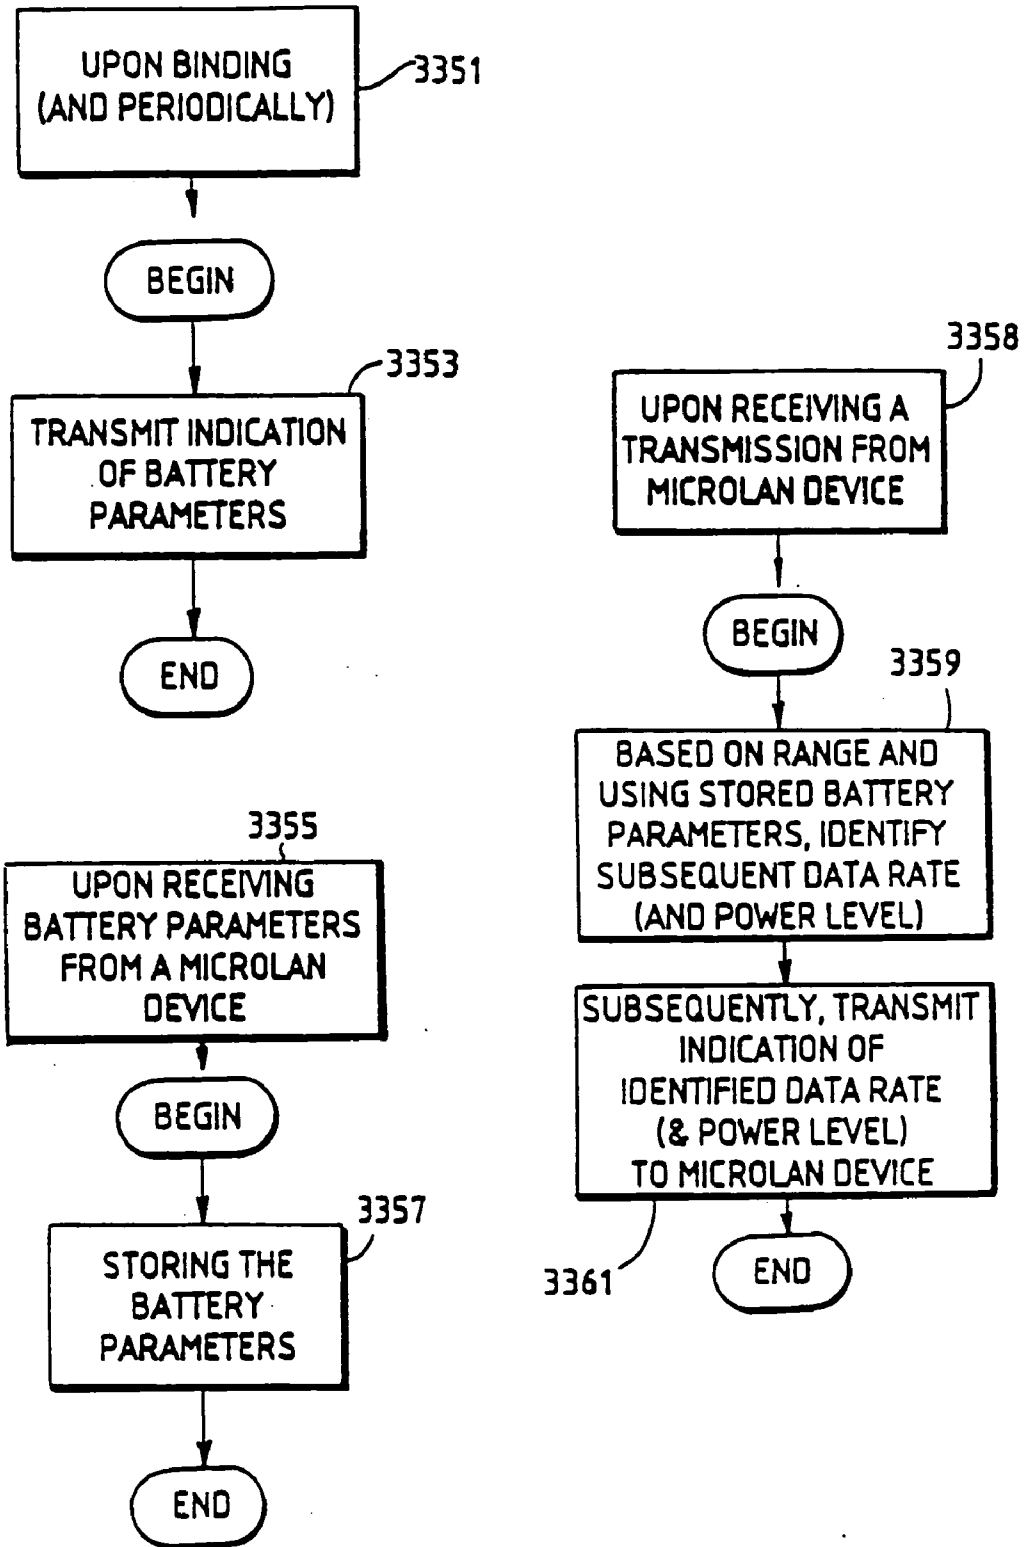 UPON BINDING
(AND PERIODICALLY)
3351
BEGIN
3353
TRANSMIT INDICATION
OF BATTERY
PARAMETERS
END
3355
UPON RECEIVING
BATTERY PARAMETERS
FROM A MICROLAN
DEVICE
BEGIN
3357
STORING THE
BATTERY
PARAMETERS
END
3358
UPON RECEIVING A
TRANSMISSION FROM
MICROLAN DEVICE
BEGIN
3359
BASED ON RANGE AND
USING STORED BATTERY
PARAMETERS, IDENTIFY
SUBSEQUENT DATA RATE
(AND POWER LEVEL)
SUBSEQUENTLY, TRANSMIT
INDICATION OF
IDENTIFIED DATA RATE
(& POWER LEVEL)
TO MICROLAN DEVICE
3361
END